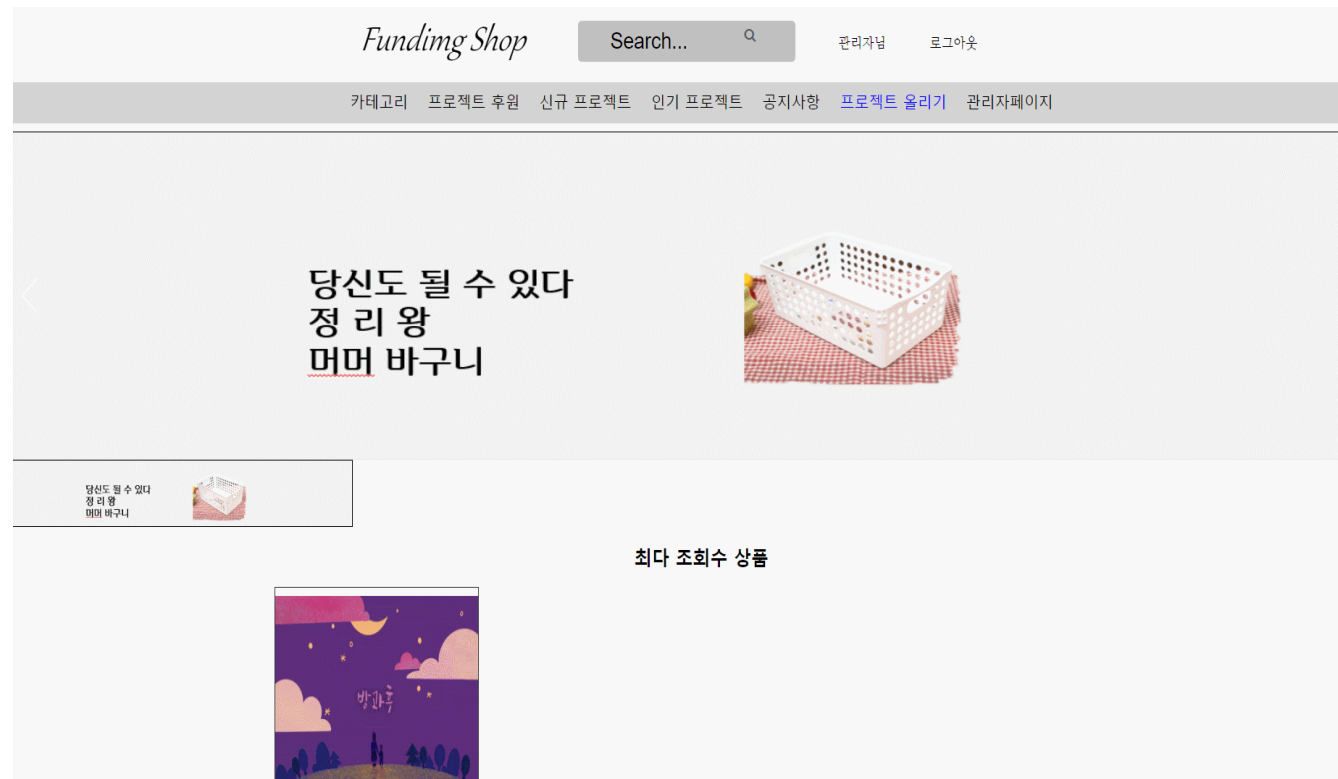 Fundimg Shop
Search...
관리자님 로그아웃
카테고리 프로젝트 후원 신규 프로젝트 인기 프로젝트 공지사항 프로젝트 올리기 관리자페이지
당신도 될 수 있다
정 리 왕
머머 바구니
당신도 될 수 있다
정 리 왕
머머 바구니
최다 조회수 상품
방과후